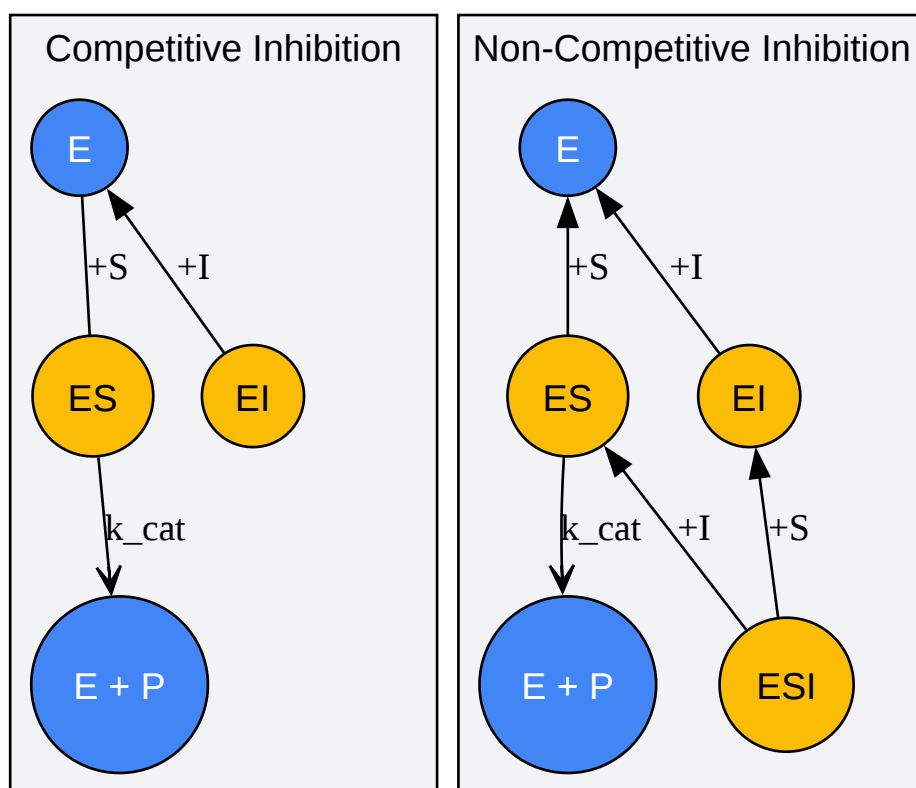 Competitive Inhibition
E
+S
+I
ES
EI
k_cat
E + P
Non-Competitive Inhibition
E
+S
+I
ES
EI
k_cat
+I
+S
E + P
ESI